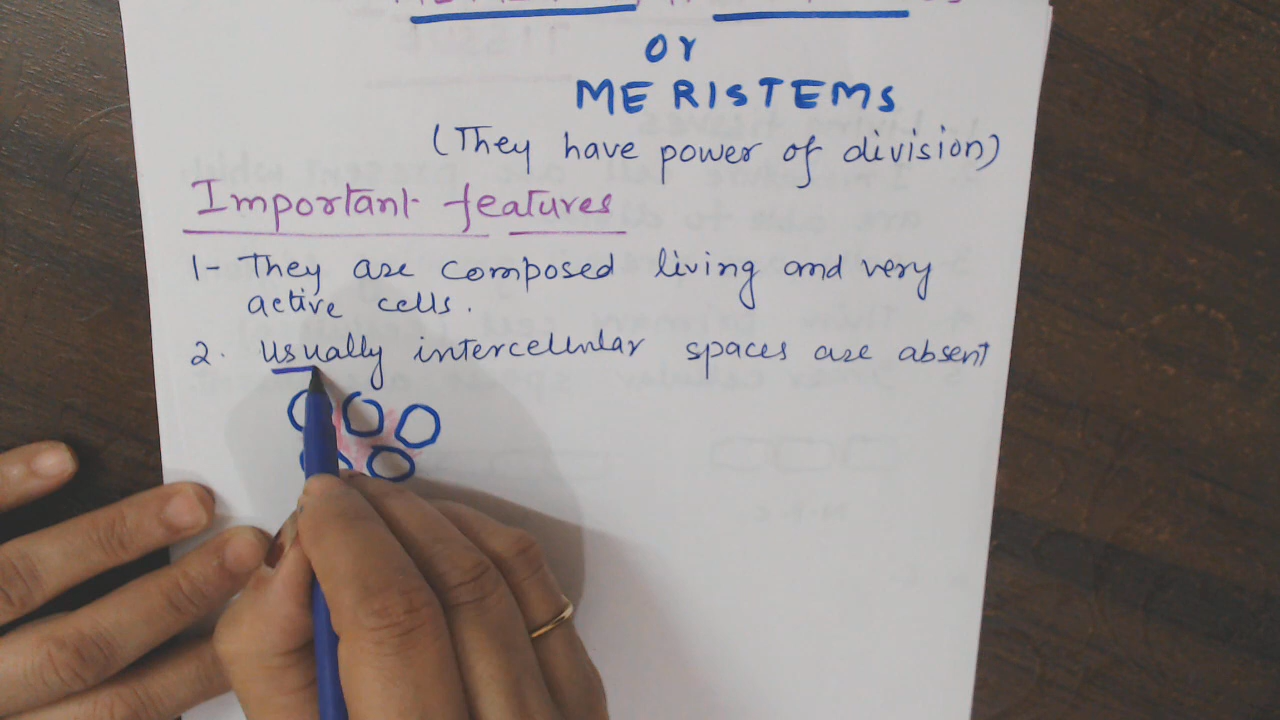 or
MERISTEMS
(They have power of division)
Important features
1- They are composed living and very
active cells.
2. Usually intercellular spaces are absent